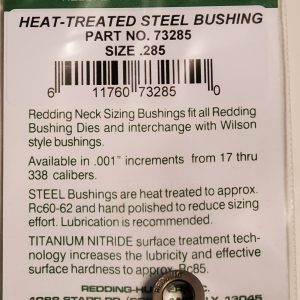 HEAT-TREATED STEEL BUSHING
PART NO. 73285
SIZE .285
6 11760 73285 0
Redding Neck Sizing Bushings fit all Redding
Bushing Dies and interchange with Wilson
style bushings.
Available in .001" increments from 17 thru
338 calibers.
STEEL Bushings are heat treated to approx.
Rc60-62 and hand polished to reduce sizing
effort. Lubrication is recommended.
TITANIUM NITRIDE surface treatment tech-
nology increases the lubricity and effective
surface hardness to approx. Rc85.